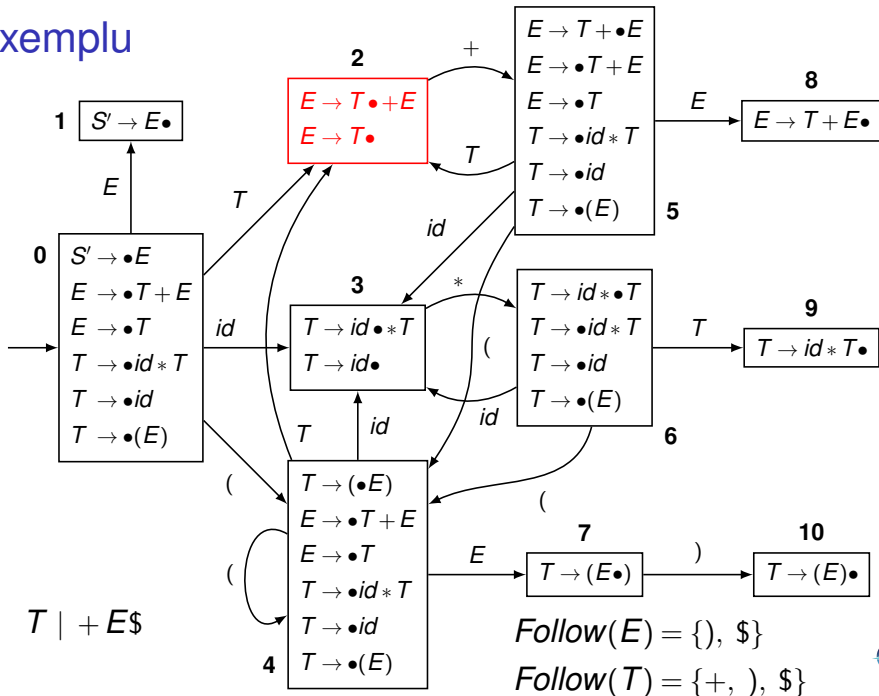 xemplu
1
S′ → E•
E
0
S′ → •E
E → •T + E
E → •T
T → •id ∗ T
T → •id
T → •(E)
T
id
(
2
E → T • + E
E → T•
+
T
5
E → T + •E
E → •T + E
E → •T
T → •id ∗ T
T → •id
T → •(E)
E
8
E → T + E•
id
(
3
T → id • ∗T
T → id•
∗
id
6
T → id ∗ •T
T → •id ∗ T
T → •id
T → •(E)
T
9
T → id ∗ T•
(
T
id
(
4
T → (•E)
E → •T + E
E → •T
T → •id ∗ T
T → •id
T → •(E)
E
7
T → (E•)
)
10
T → (E)•
T | + E$
Follow(E) = {), $}
Follow(T) = {+, ), $}